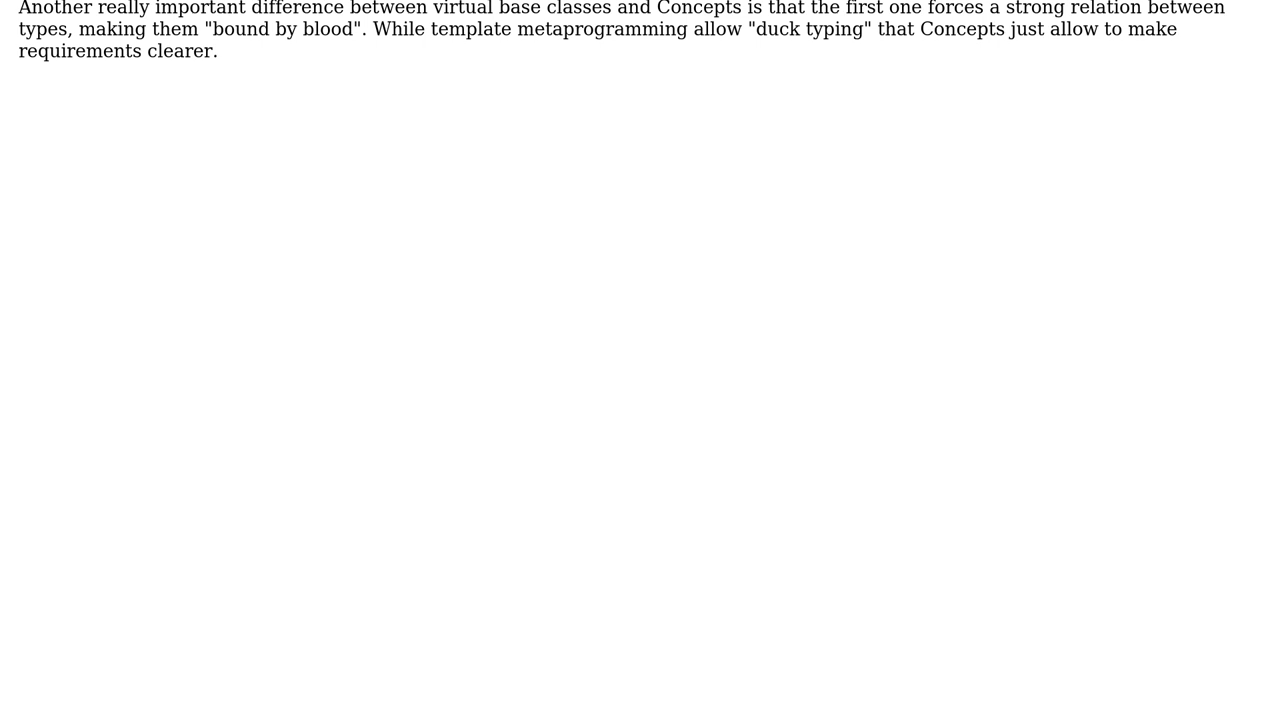 Another really important difference between virtual base classes and Concepts is that the first one forces a strong relation between
types, making them "bound by blood". While template metaprogramming allow "duck typing" that Concepts just allow to make
requirements clearer.